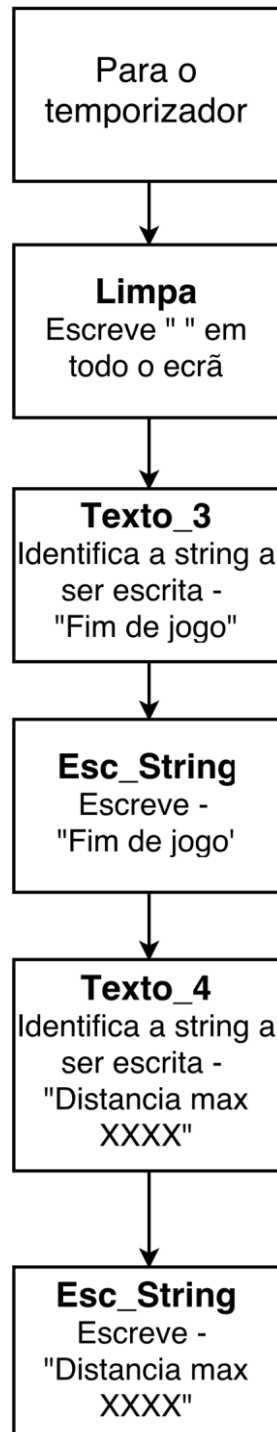 Para o
temporizador
Limpa
Escreve " " em
todo o ecrã
Texto_3
Identifica a string a
ser escrita -
"Fim de jogo"
Esc_String
Escreve -
"Fim de jogo'
Texto_4
Identifica a string a
ser escrita -
"Distancia max
XXXX"
Esc_String
Escreve -
"Distancia max
XXXX"